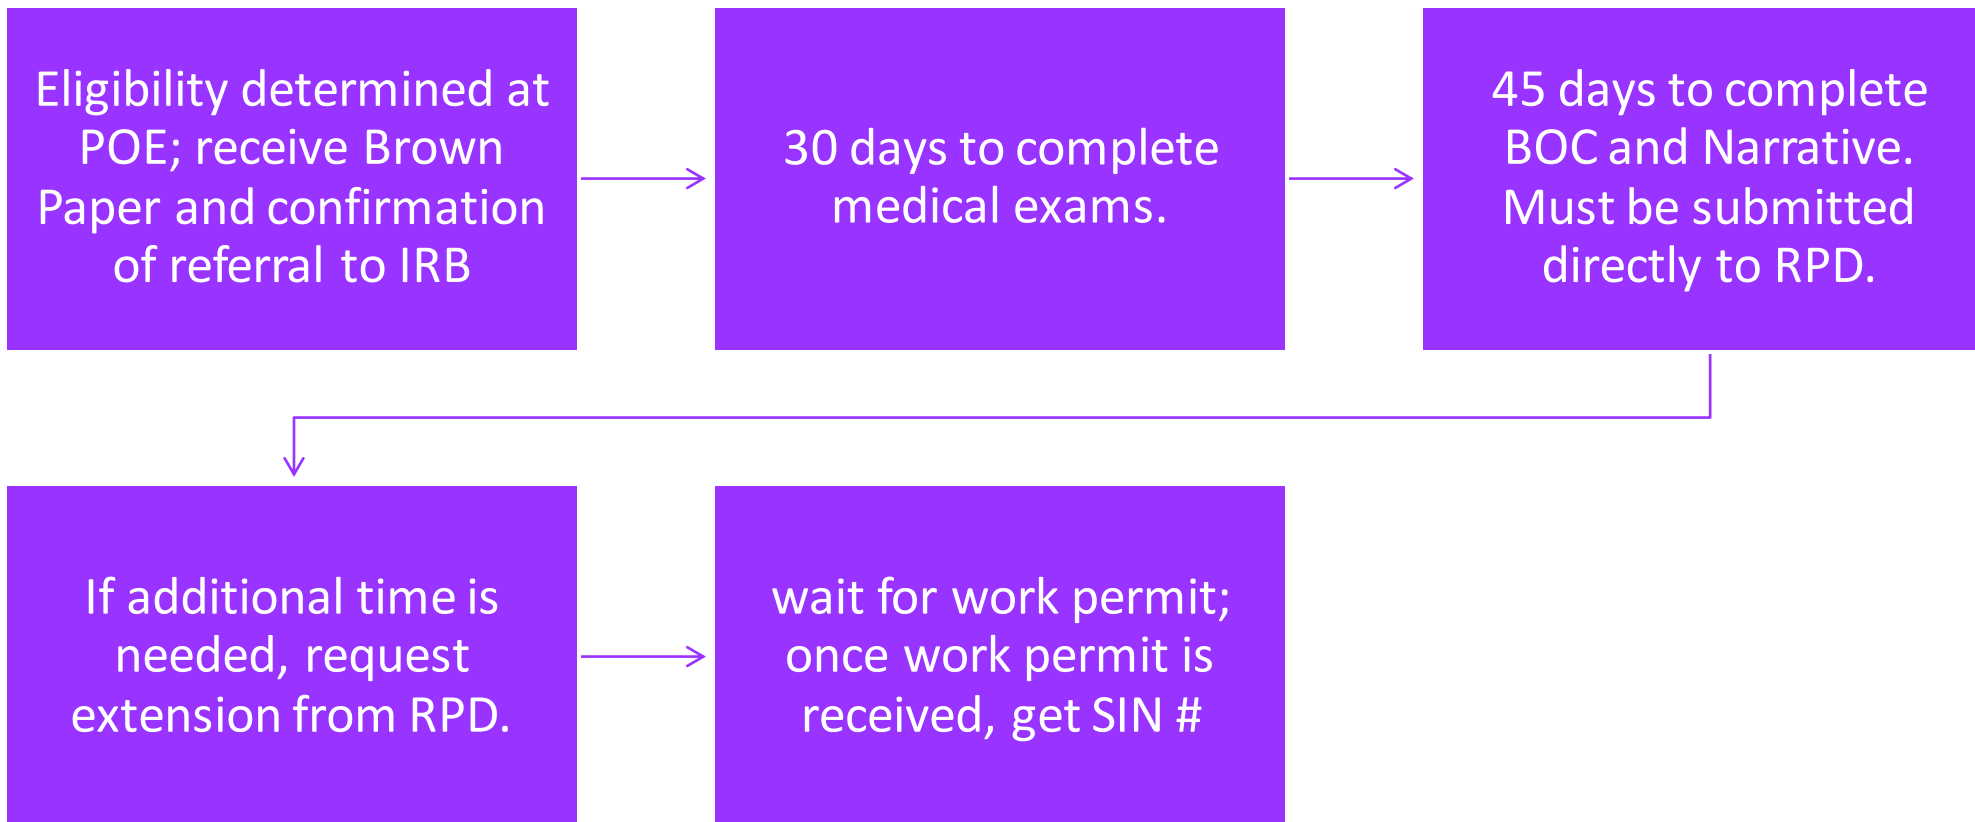 Eligibility determined at
POE; receive Brown
Paper and confirmation
of referral to IRB
30 days to complete
medical exams.
45 days to complete
BOC and Narrative.
Must be submitted
directly to RPD.
If additional time is
needed, request
extension from RPD.
wait for work permit;
once work permit is
received, get SIN #